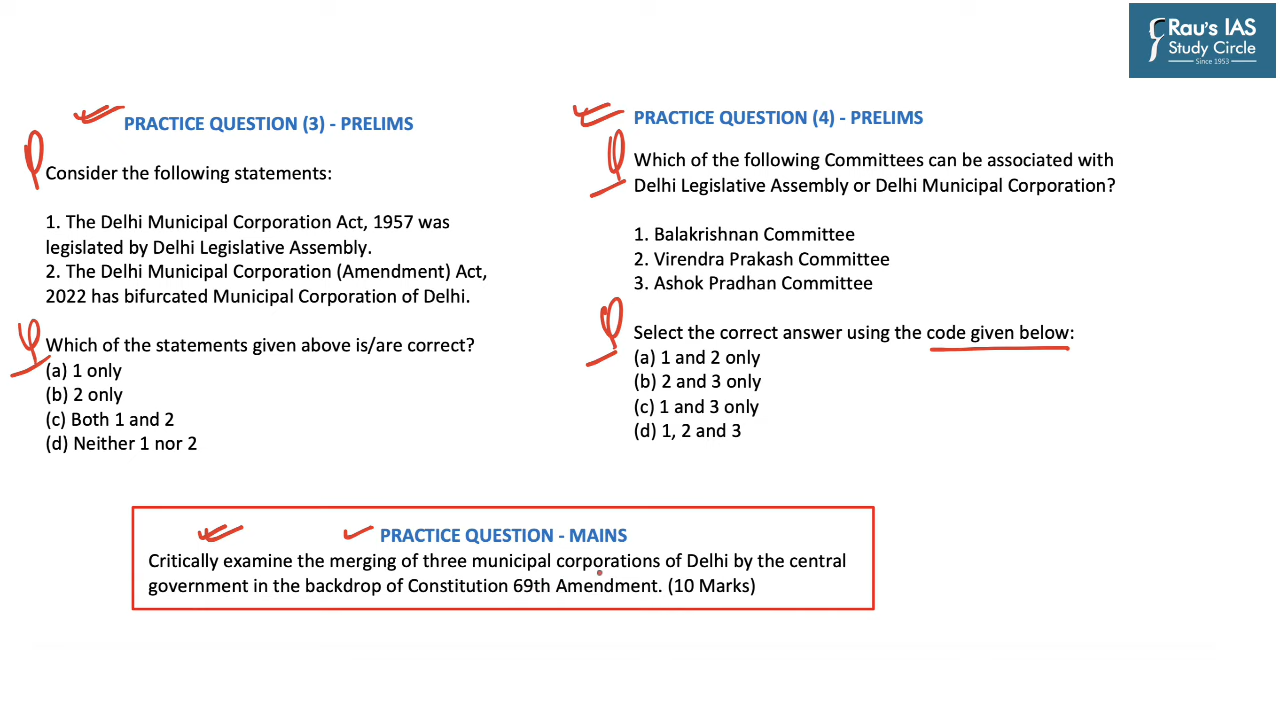 Rau's IAS
Study Circle
Since 1953
PRACTICE QUESTION (3) - PRELIMS
Consider the following statements:
1. The Delhi Municipal Corporation Act, 1957 was
legislated by Delhi Legislative Assembly.
2. The Delhi Municipal Corporation (Amendment) Act,
2022 has bifurcated Municipal Corporation of Delhi.
Which of the statements given above is/are correct?
(a) 1 only
(b) 2 only
(c) Both 1 and 2
(d) Neither 1 nor 2
PRACTICE QUESTION (4) - PRELIMS
Which of the following Committees can be associated with
Delhi Legislative Assembly or Delhi Municipal Corporation?
1. Balakrishnan Committee
2. Virendra Prakash Committee
3. Ashok Pradhan Committee
Select the correct answer using the code given below:
(a) 1 and 2 only
(b) 2 and 3 only
(c) 1 and 3 only
(d) 1, 2 and 3
PRACTICE QUESTION - MAINS
Critically examine the merging of three municipal corporations of Delhi by the central
government in the backdrop of Constitution 69th Amendment. (10 Marks)